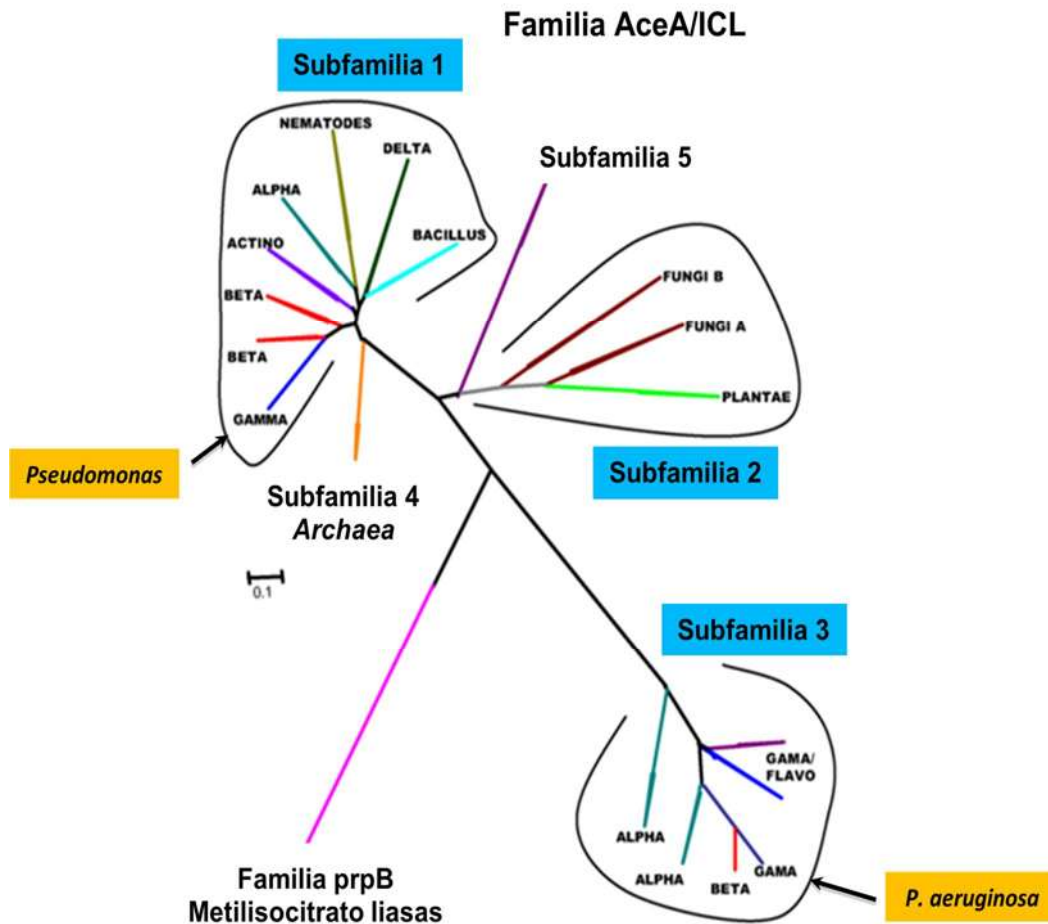 Familia AceA/ICL
Subfamilia 1
NEMATODES
DELTA
Subfamilia 5
ALPHA
ACTINO
BACILLUS
FUNGI B
BETA
FUNGI A
BETA
PLANTAE
GAMMA
Pseudomonas
Subfamilia 2
Subfamilia 4
Archaea
0.1
Subfamilia 3
GAMA/
FLAVO
ALPHA
ALPHA
BETA
GAMA
Familia prpB
Metilisocitrato liasas
P. aeruginosa